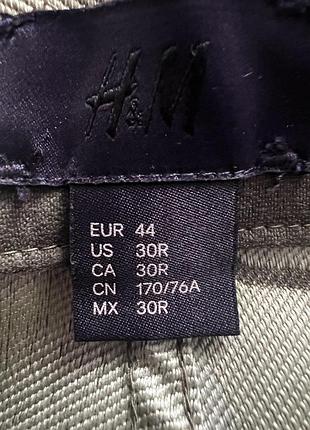 H&M
EUR 44
US 30R
CA 30R
CN 170/76A
MX 30R